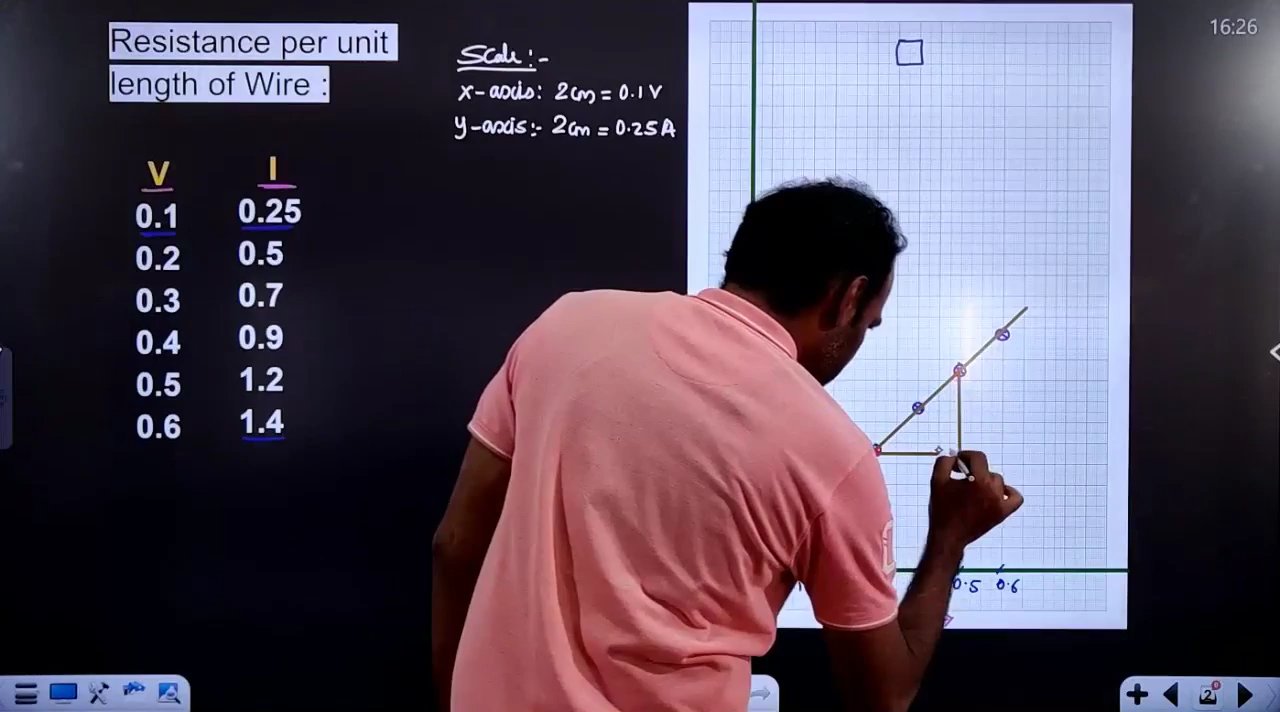 16:26
Resistance per unit
length of Wire :
Scale :-
x-axis: 2cm = 0.1 V
y-axis:- 2cm = 0.25A
V I
0.1 0.25
0.2 0.5
0.3 0.7
0.4 0.9
0.5 1.2
0.6 1.4
0.5 0.6
2